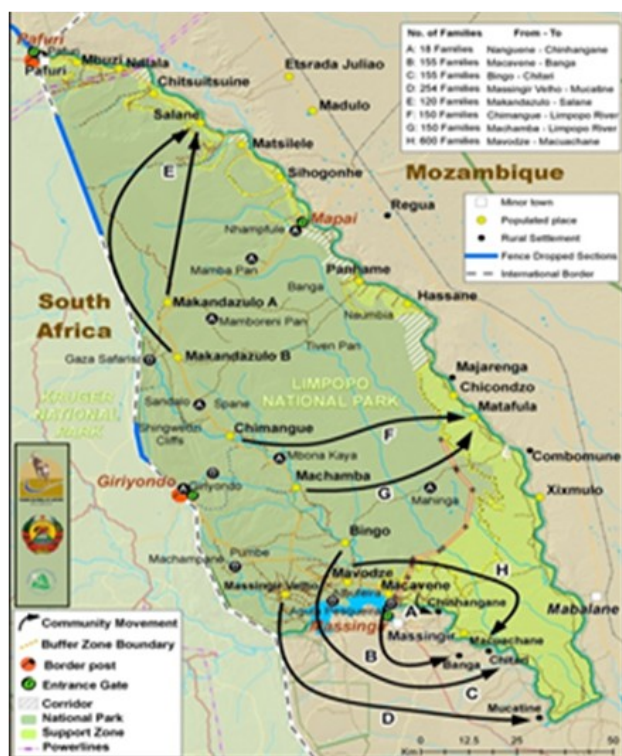 Pafuri
Pafuri
Pafuri
Mbuzi
Ndlala
Chitsuitsuine
Etsrada Juliao
Madulo
Salane
Matsilele
Sihogonhe
E
Mapai
Nhampfule
Mamba Pan
No. of Families From - To
A: 18 Families Nanguene - Chinhangane
B: 155 Families Macevene - Banga
C: 155 Families Bingo - Chitari
D: 254 Families Massingir Velho - Mucatine
E: 120 Families Makandazulo - Salane
F: 150 Families Chimangue - Limpopo River
G: 150 Families Machamba - Limpopo River
H: 600 Families Mavodze - Macuachane
Mozambique
Regua
Minor town
Populated place
Rural Settlement
Fence Dropped Sections
International Border
Panhame
Banga
Hassane
Naumbia
South
Africa
Makandazulo A
Mamboreni Pan
Tiven Pan
Makandazulo B
Gaza Safaris
KRUGER
NATIONAL
PARK
LIMPOPO
NATIONAL PARK
Majarenga
Chicondzo
Matafula
Sandalo
Spane
Shingwedzi
Cliffs
Chimangue
F
Mbona Kaya
Combomune
Giriyondo
Giriyondo
Machamba
G
Mahinga
Xixmulo
Bingo
Machampane
Pumbe
H
Massingir Velho
Mavodze
Macavene
Albufeira
Mabalane
A
Chinhangane
Massingir
Massingir
Macuachane
Chitari
B
Banga
C
D
Mucatine
Community Movement
Buffer Zone Boundary
Border post
Entrance Gate
Corridor
National Park
Support Zone
Powerlines
Km
0
25
50